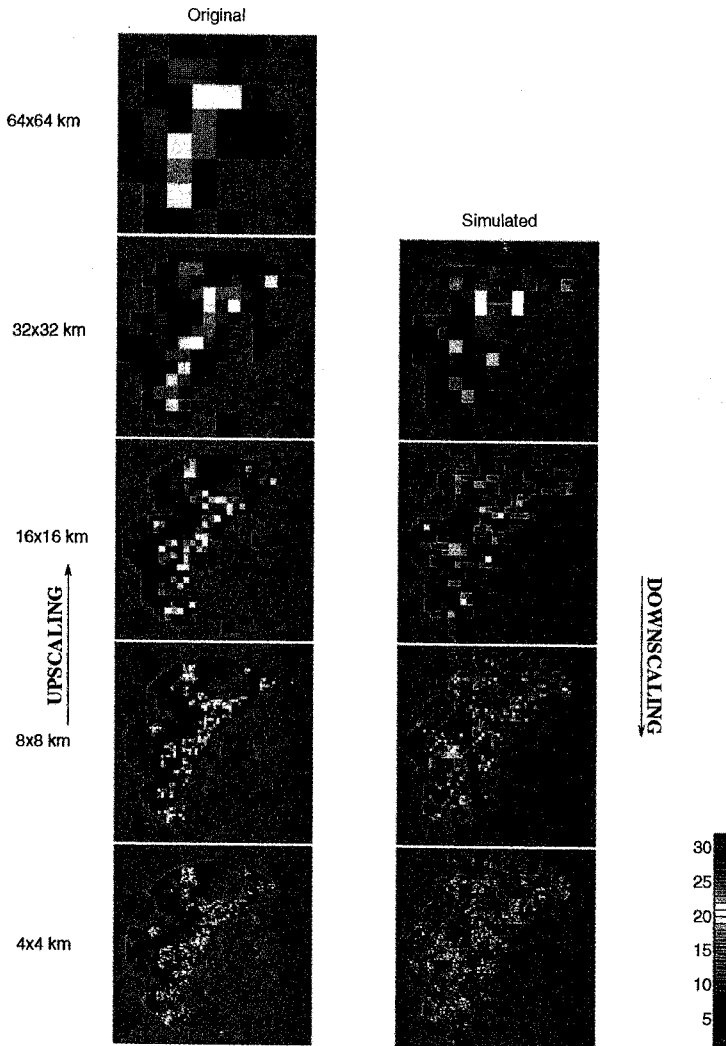 Original
64x64 km
Simulated
32x32 km
16x16 km
UPSCALING
DOWNSCALING
8x8 km
4x4 km
30
25
20
15
10
5